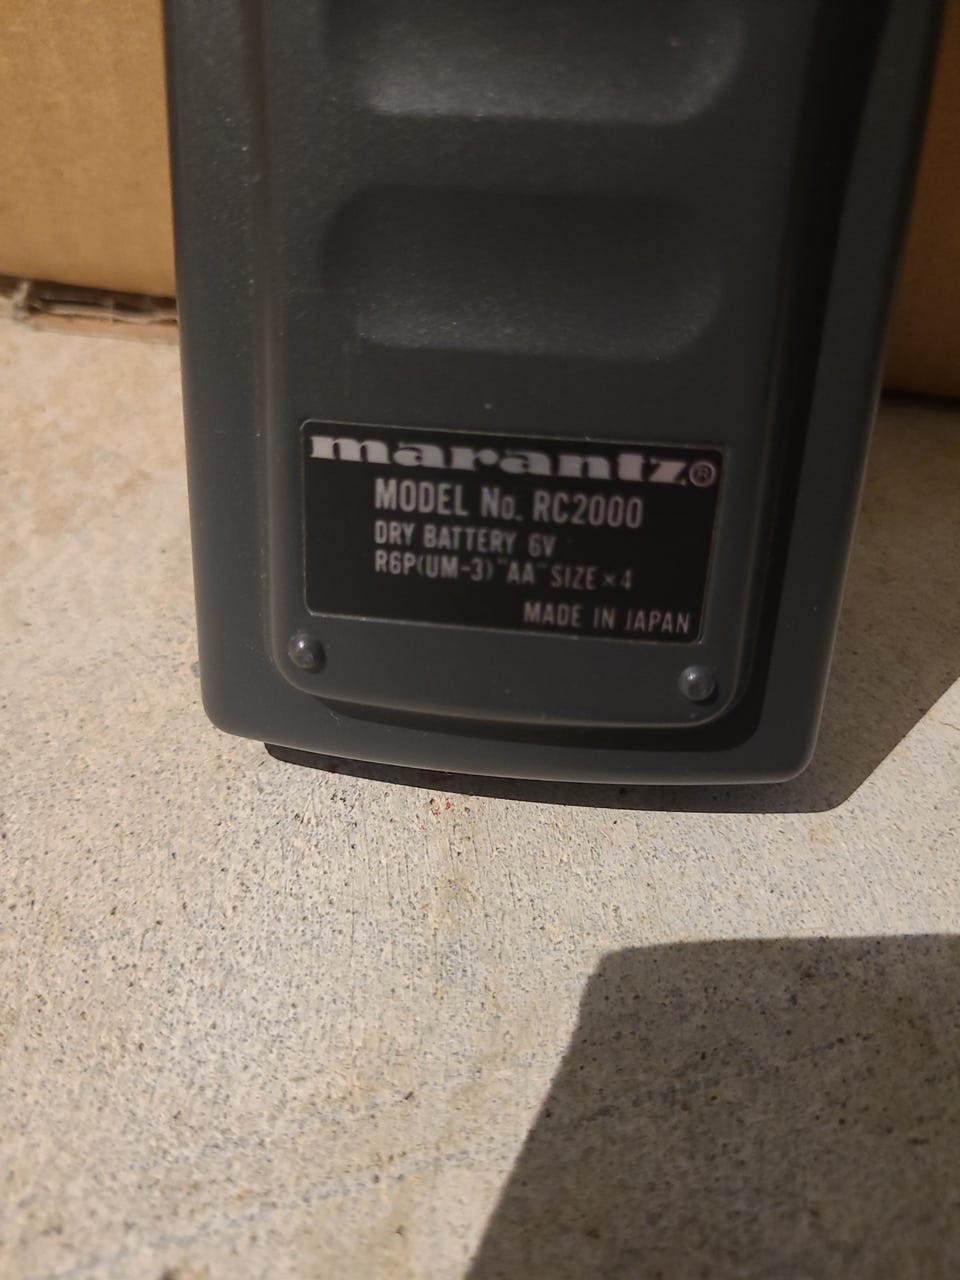 marantz®
MODEL No. RC2000
DRY BATTERY 6V
R6P(UM-3) "AA" SIZE ×4
MADE IN JAPAN